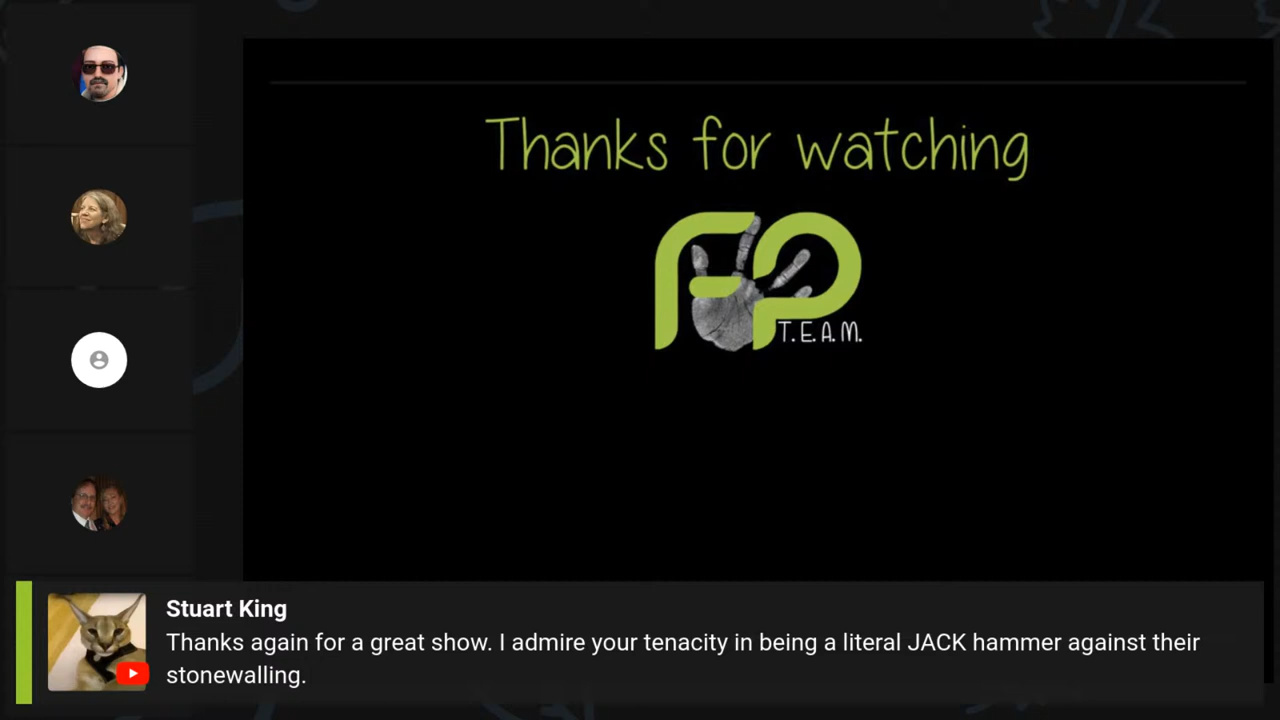 Thanks for watching
FP
T.E.A.M.
Stuart King
Thanks again for a great show. I admire your tenacity in being a literal JACK hammer against their
stonewalling.